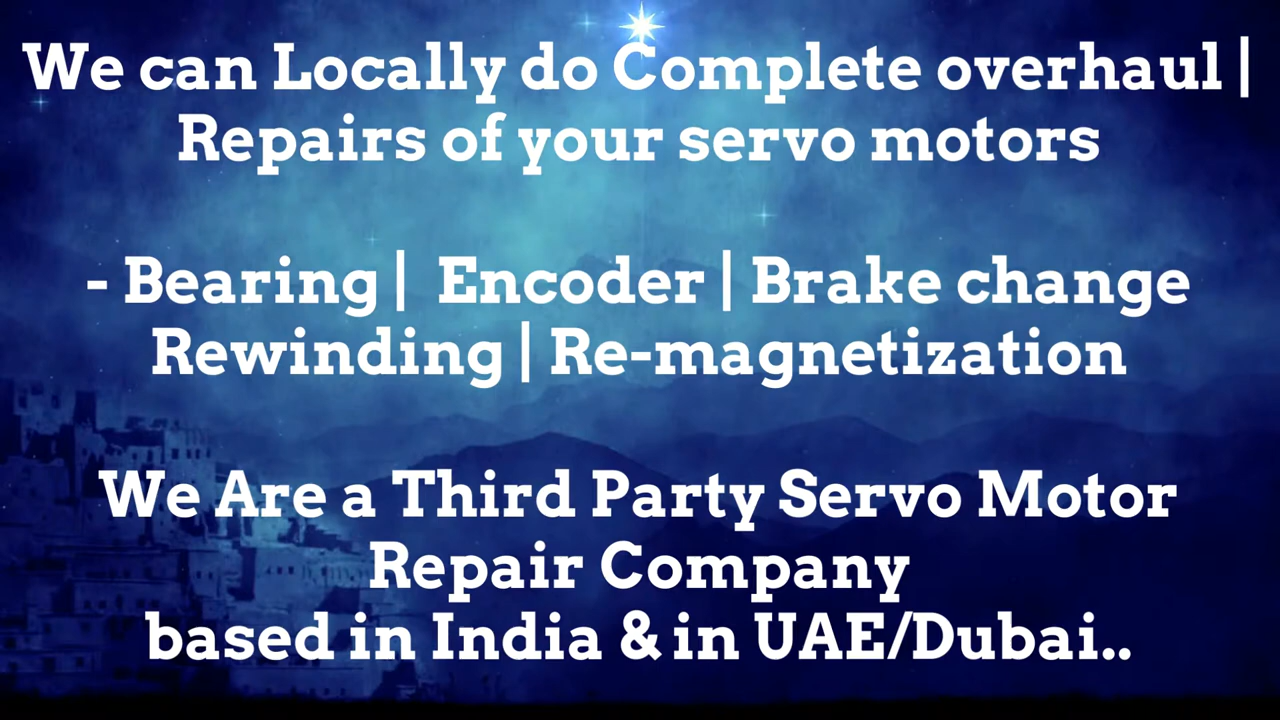 We can Locally do Complete overhaul |
Repairs of your servo motors
- Bearing | Encoder | Brake change
Rewinding | Re-magnetization
We Are a Third Party Servo Motor
Repair Company
based in India & in UAE/Dubai..